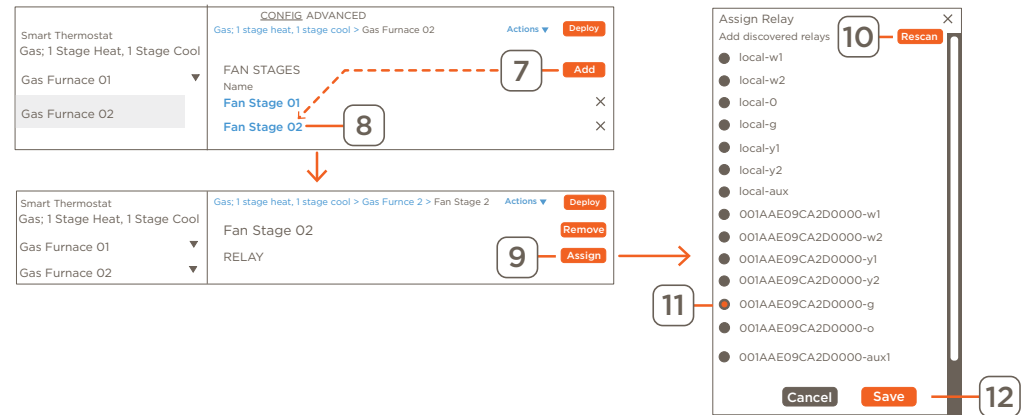 CONFIG ADVANCED
Smart Thermostat
Gas; 1 Stage Heat, 1 Stage Cool
Gas Furnace 01 ▼
Gas Furnace 02
Gas; 1 stage heat, 1 stage cool > Gas Furnace 02 Actions ▼ Deploy
FAN STAGES 7 Add
Name
Fan Stage 01 ×
Fan Stage 02 8 ×
Smart Thermostat
Gas; 1 Stage Heat, 1 Stage Cool
Gas Furnace 01 ▼
Gas Furnace 02 ▼
Gas; 1 stage heat, 1 stage cool > Gas Furnce 2 > Fan Stage 2 Actions ▼ Deploy
Fan Stage 02 Remove
RELAY 9 Assign
Assign Relay ×
Add discovered relays 10 Rescan
local-w1
local-w2
local-0
local-g
local-y1
local-y2
local-aux
001AAE09CA2D0000-w1
001AAE09CA2D0000-w2
001AAE09CA2D0000-y1
001AAE09CA2D0000-y2
11 001AAE09CA2D0000-g
001AAE09CA2D0000-o
001AAE09CA2D0000-aux1
Cancel Save 12